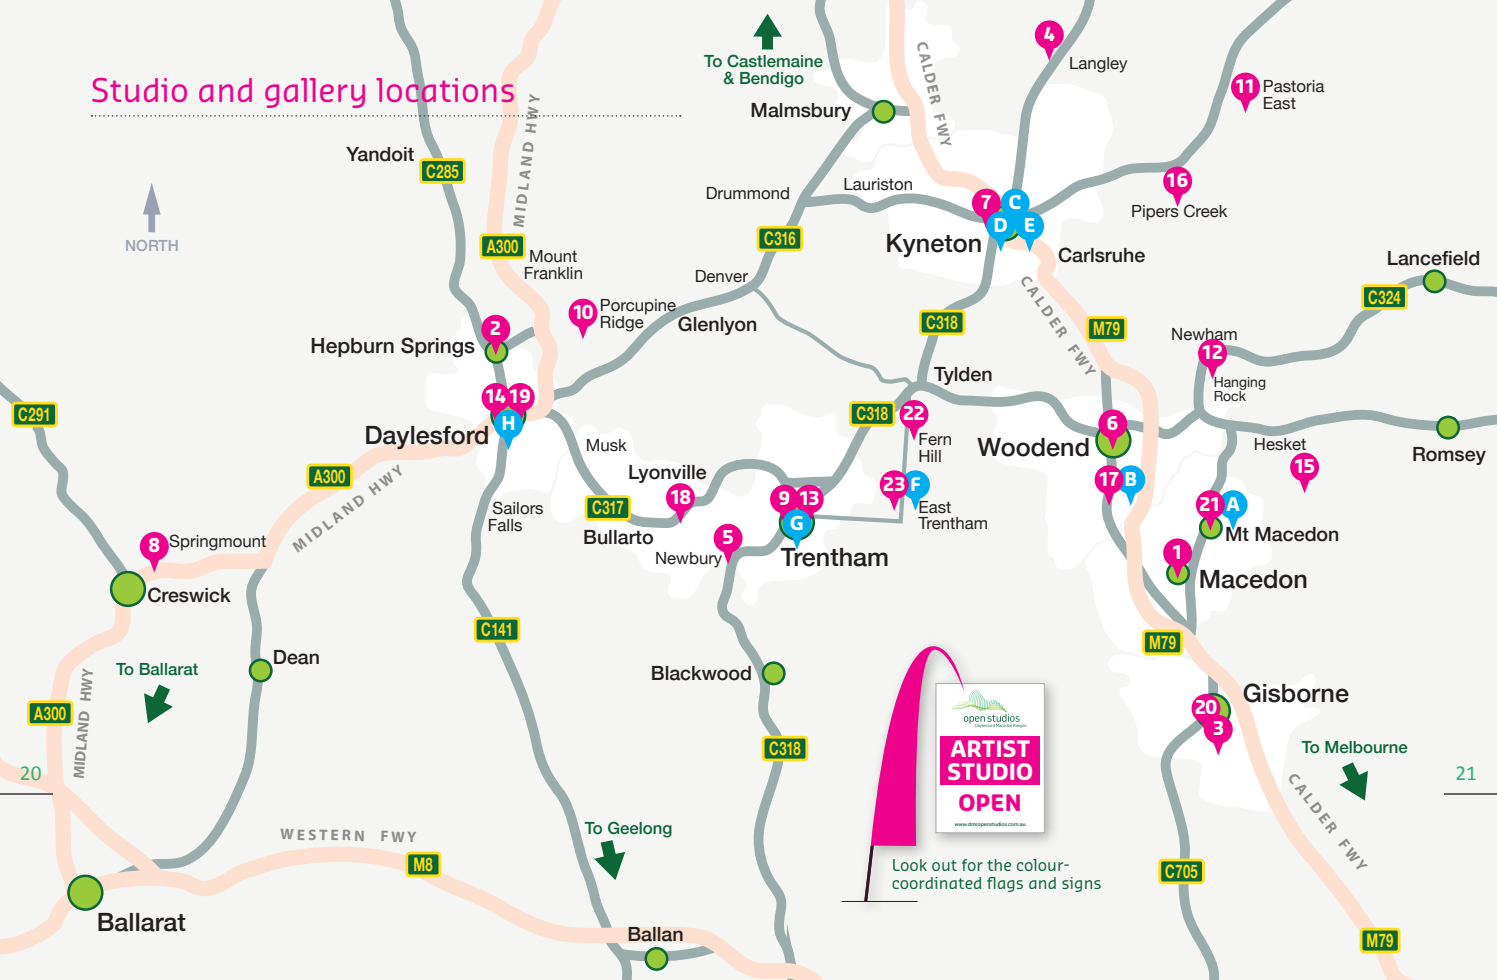 Studio and gallery locations
To Castlemaine
& Bendigo
CALDER FWY
4
Langley
11
Pastoria
East
Malmsbury
MIDLAND HWY
Yandoit
C285
16
Pipers Creek
Drummond
Lauriston
7
C
D
E
Kyneton
Carlsruhe
NORTH
C316
A300
Mount
Franklin
Lancefield
C324
Denver
CALDER FWY
10
Porcupine
Ridge
Glenlyon
C318
M79
2
Hepburn Springs
Newham
12
Hanging
Rock
Tylden
14
19
H
Daylesford
C291
C318
22
Fern
Hill
6
Woodend
Hesket
Romsey
Musk
Lyonville
15
A300
MIDLAND HWY
18
9
13
G
23
F
East
Trentham
17
B
21
A
Mt Macedon
Sailors
Falls
C317
Bullarto
5
Newbury
Trentham
8
Springmount
1
Macedon
Creswick
C141
M79
Dean
To Ballarat
Blackwood
Gisborne
20
3
A300
MIDLAND HWY
open studios
Daylesford Macedon Ranges
ARTIST
STUDIO
OPEN
www.dmropenstudios.com.au
C318
To Melbourne
20
21
CALDER FWY
To Geelong
WESTERN FWY
M8
Look out for the colour-
coordinated flags and signs
C705
Ballarat
Ballan
M79